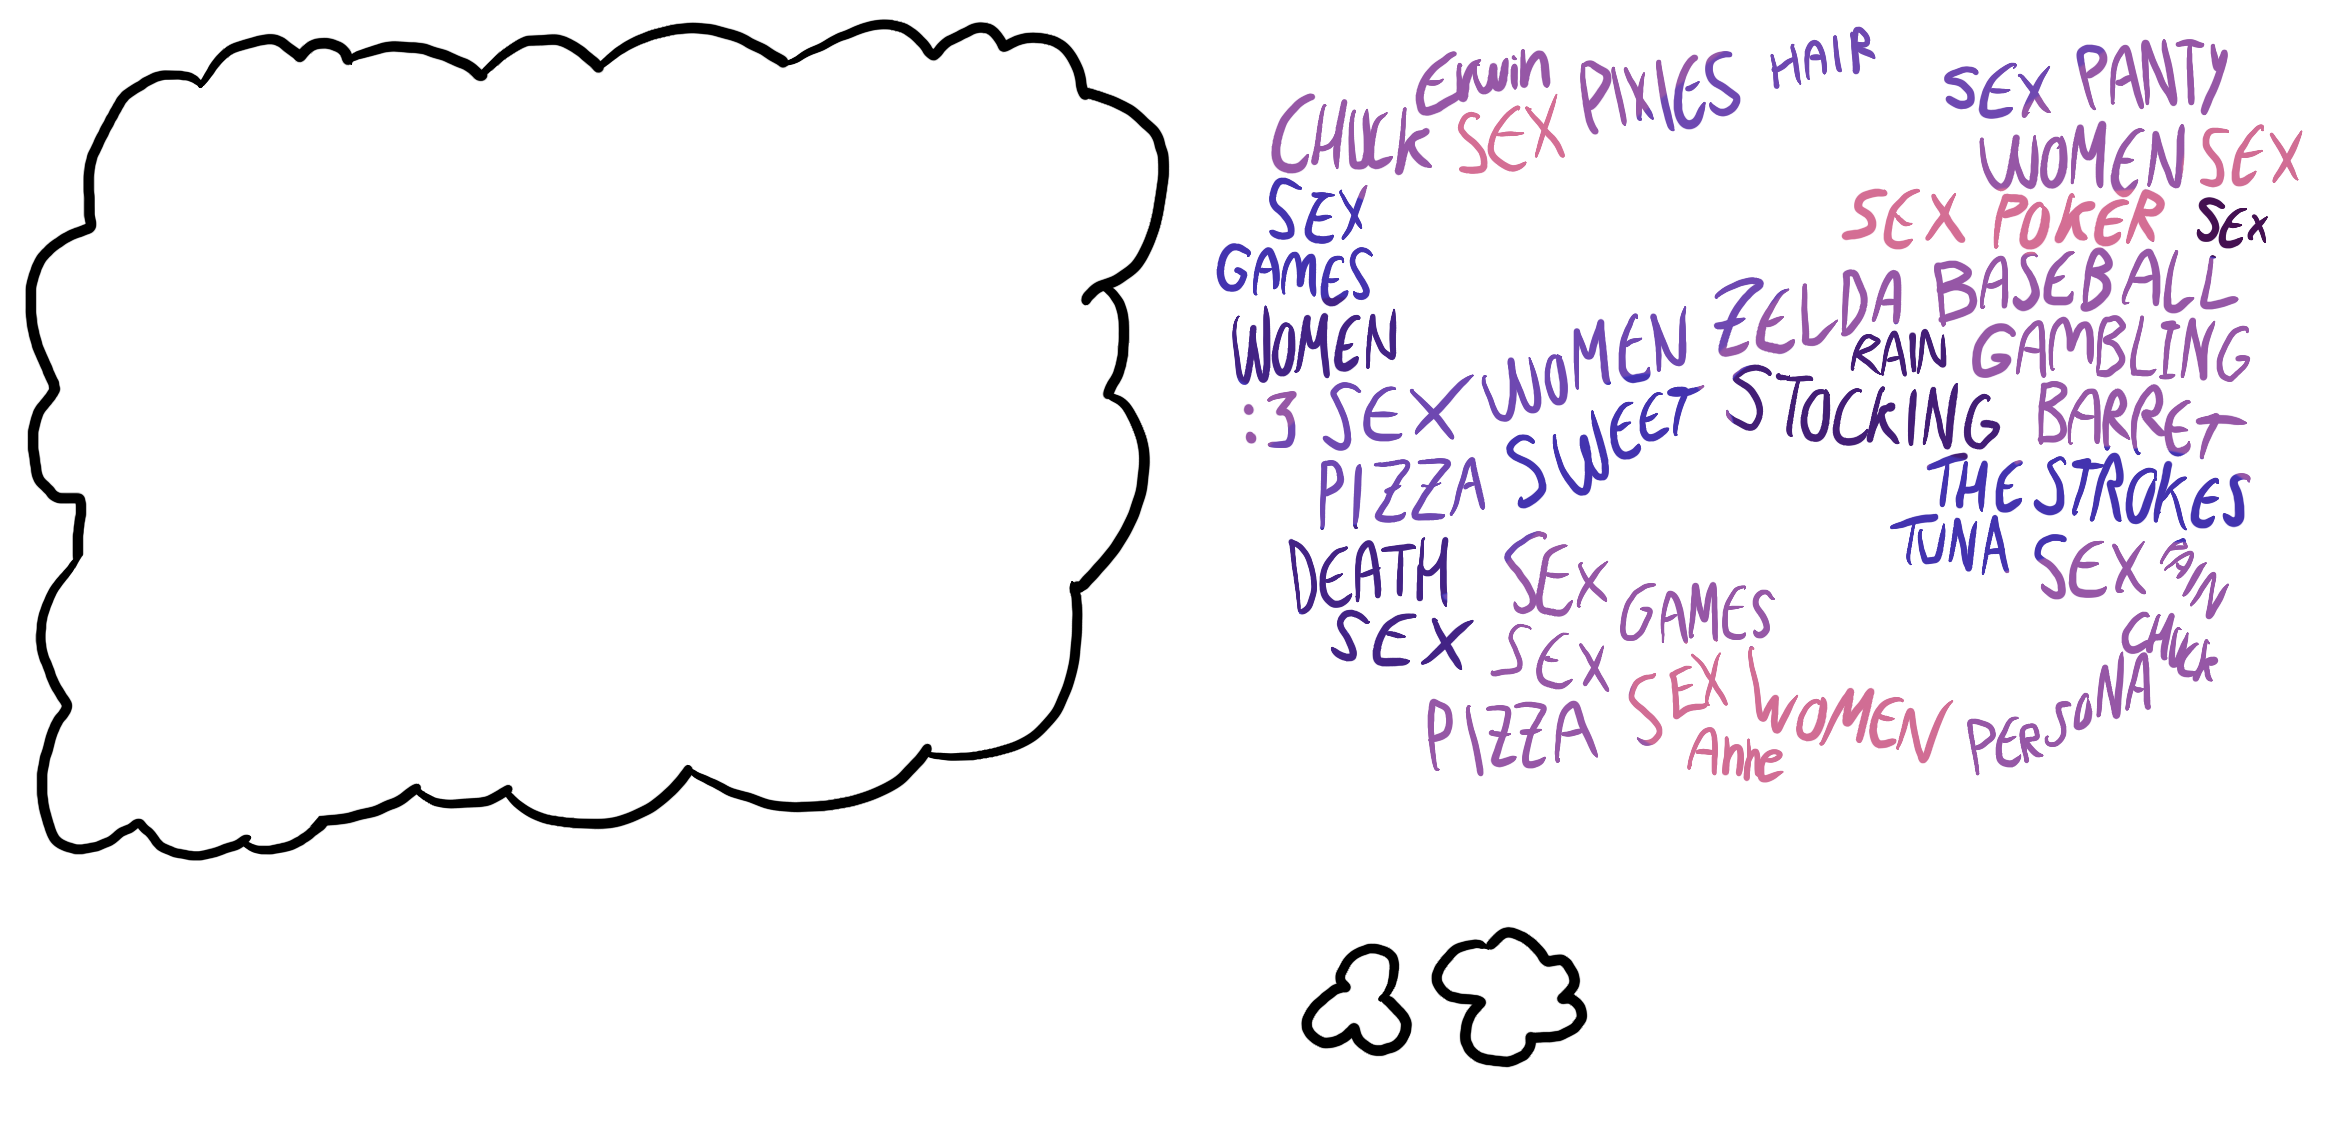 Erwin PIXIES HAIR
CHUCK SEX
SEX PANTY
WOMEN SEX
SEX
GAMES
WOMEN
SEX POKER SEX
ZELDA BASEBALL
RAIN GAMBLING
:3 SEX WOMEN
PIZZA SWEET
STOCKING BARRET
THE STROKES
TUNA SEX PAIN
DEATH SEX GAMES
SEX SEX
PIZZA SEX WOMEN
Anne
PERSONA CHUCK